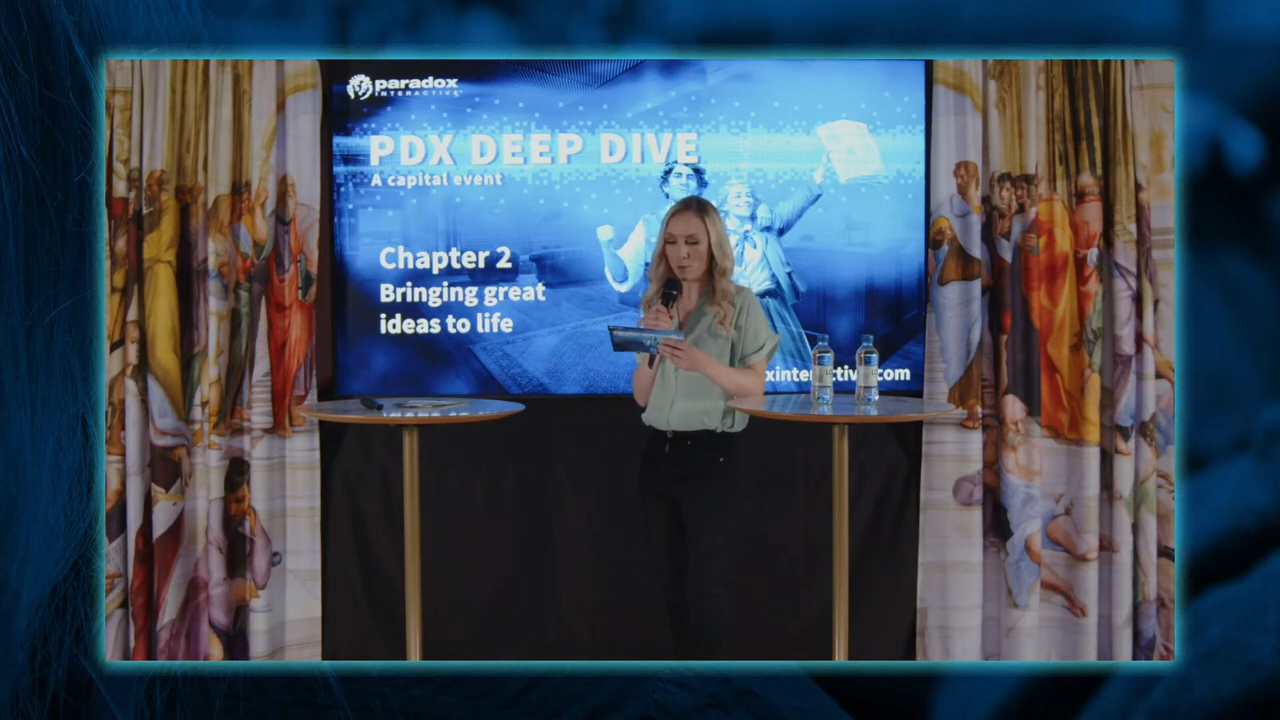 paradox
INTERACTIVE
PDX DEEP DIVE
A capital event
Chapter 2
Bringing great
ideas to life